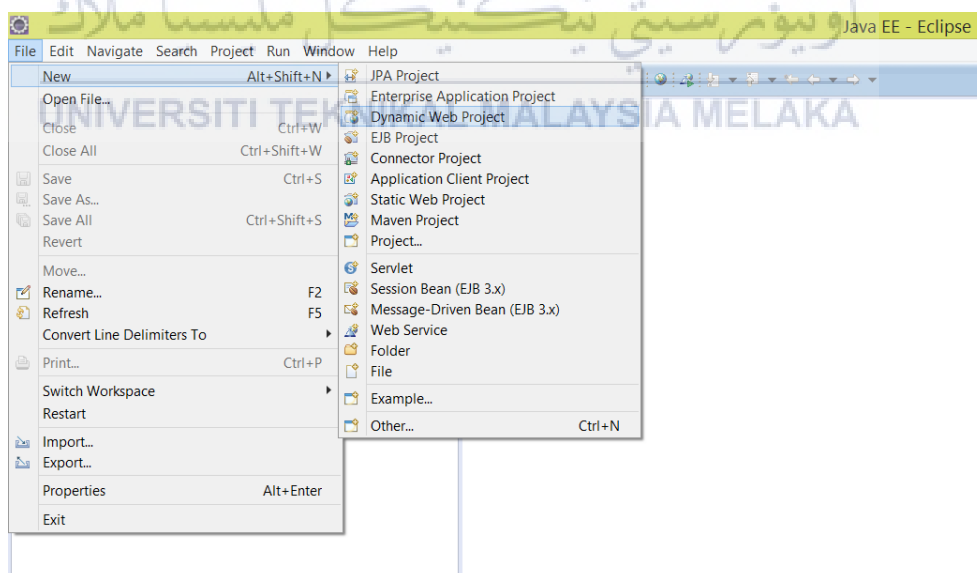 اونيورسيتي تيكنيكل مليسيا ملاك
Java EE - Eclipse
File Edit Navigate Search Project Run Window Help
New Alt+Shift+N
Open File...
Close Ctrl+W
Close All Ctrl+Shift+W
Save Ctrl+S
Save As...
Save All Ctrl+Shift+S
Revert
Move...
Rename... F2
Refresh F5
Convert Line Delimiters To
Print... Ctrl+P
Switch Workspace
Restart
Import...
Export...
Properties Alt+Enter
Exit
JPA Project
Enterprise Application Project
Dynamic Web Project
EJB Project
Connector Project
Application Client Project
Static Web Project
Maven Project
Project...
Servlet
Session Bean (EJB 3.x)
Message-Driven Bean (EJB 3.x)
Web Service
Folder
File
Example...
Other... Ctrl+N
UNIVERSITI TEKNIKAL MALAYSIA MELAKA